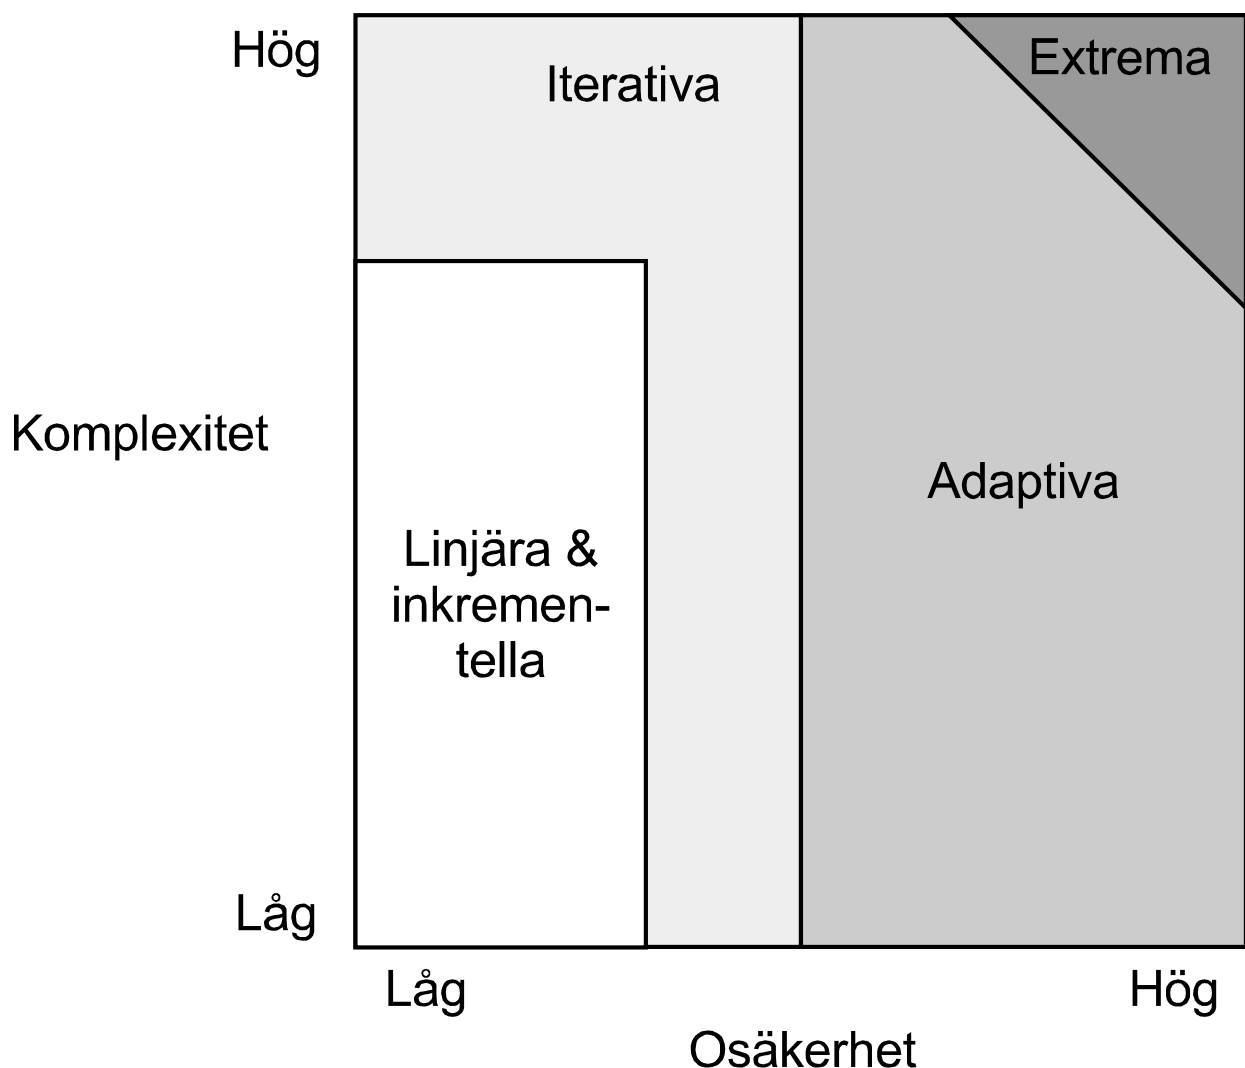 Hög
Iterativa
Extrema
Komplexitet
Adaptiva
Linjära &
inkremen-
tella
Låg
Låg
Hög
Osäkerhet